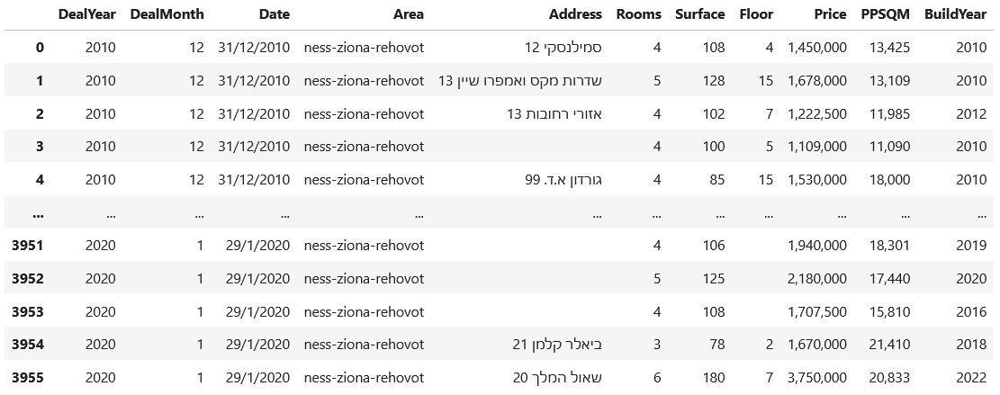 DealYear DealMonth Date Area Address Rooms Surface Floor Price PPSQM BuildYear
0 2010 12 31/12/2010 ness-ziona-rehovot סמילנסקי 12 4 108 4 1,450,000 13,425 2010
1 2010 12 31/12/2010 ness-ziona-rehovot שדרות מקס ואמפרו שיין 13 5 128 15 1,678,000 13,109 2010
2 2010 12 31/12/2010 ness-ziona-rehovot אזורי רחובות 13 4 102 7 1,222,500 11,985 2012
3 2010 12 31/12/2010 ness-ziona-rehovot 4 100 5 1,109,000 11,090 2010
4 2010 12 31/12/2010 ness-ziona-rehovot גורדון א.ד. 99 4 85 15 1,530,000 18,000 2010
... ... ... ... ... ... ... ... ... ... ... ...
3951 2020 1 29/1/2020 ness-ziona-rehovot 4 106 1,940,000 18,301 2019
3952 2020 1 29/1/2020 ness-ziona-rehovot 5 125 2,180,000 17,440 2020
3953 2020 1 29/1/2020 ness-ziona-rehovot 4 108 1,707,500 15,810 2016
3954 2020 1 29/1/2020 ness-ziona-rehovot ביאלר קלמן 21 3 78 2 1,670,000 21,410 2018
3955 2020 1 29/1/2020 ness-ziona-rehovot שאול המלך 20 6 180 7 3,750,000 20,833 2022